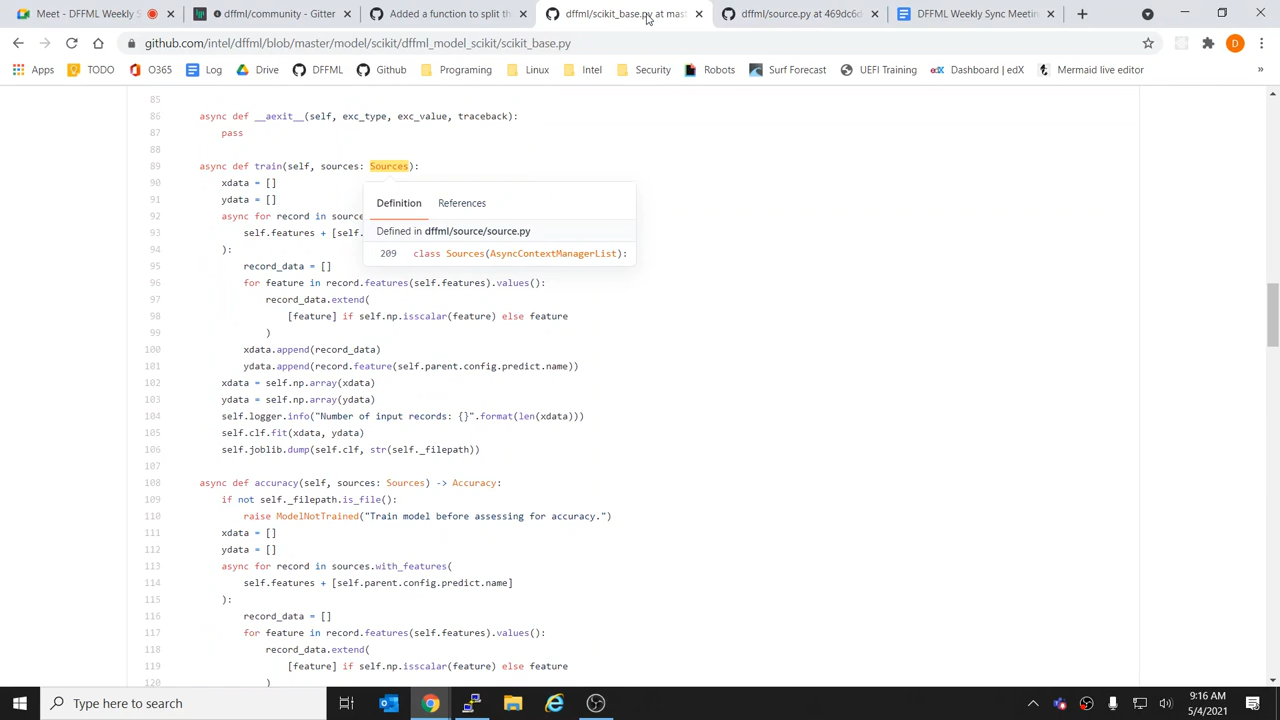 Meet - DFFML Weekly S
dffml/community - Gitter
Added a function to split th
dffml/scikit_base.py at mast
dffml/source.py at 469dc6d
DFFML Weekly Sync Meetin
github.com/intel/dffml/blob/master/model/scikit/dffml_model_scikit/scikit_base.py
D
Apps TODO O365 Log Drive DFFML Github Programing Linux Intel Security Robots Surf Forecast UEFI Training Dashboard | edX Mermaid live editor »
85
86 async def __aexit__(self, exc_type, exc_value, traceback):
87 pass
88
89 async def train(self, sources: Sources):
90 xdata = []
91 ydata = []
92 async for record in source
93 self.features + [self.
94 ):
95 record_data = []
96 for feature in record.features(self.features).values():
97 record_data.extend(
98 [feature] if self.np.isscalar(feature) else feature
99 )
100 xdata.append(record_data)
101 ydata.append(record.feature(self.parent.config.predict.name))
102 xdata = self.np.array(xdata)
103 ydata = self.np.array(ydata)
104 self.logger.info("Number of input records: {}".format(len(xdata)))
105 self.clf.fit(xdata, ydata)
106 self.joblib.dump(self.clf, str(self._filepath))
107
108 async def accuracy(self, sources: Sources) -> Accuracy:
109 if not self._filepath.is_file():
110 raise ModelNotTrained("Train model before assessing for accuracy.")
111 xdata = []
112 ydata = []
113 async for record in sources.with_features(
114 self.features + [self.parent.config.predict.name]
115 ):
116 record_data = []
117 for feature in record.features(self.features).values():
118 record_data.extend(
119 [feature] if self.np.isscalar(feature) else feature
120 )
Definition References
Defined in dffml/source/source.py
209 class Sources(AsyncContextManagerList):
Type here to search
9:16 AM
5/4/2021